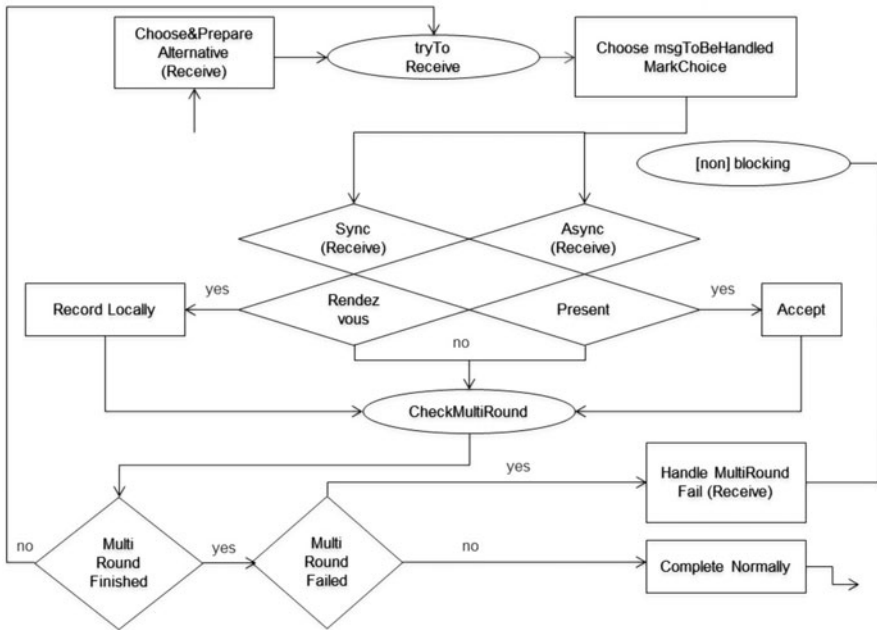 Choose&Prepare
Alternative
(Receive)
tryTo
Receive
Choose msgToBeHandled
MarkChoice
[non] blocking
Sync
(Receive)
Async
(Receive)
yes
Record Locally
Rendez
vous
Present
yes
Accept
no
CheckMultiRound
yes
Handle MultiRound
Fail (Receive)
no
Multi
Round
Finished
yes
Multi
Round
Failed
no
Complete Normally